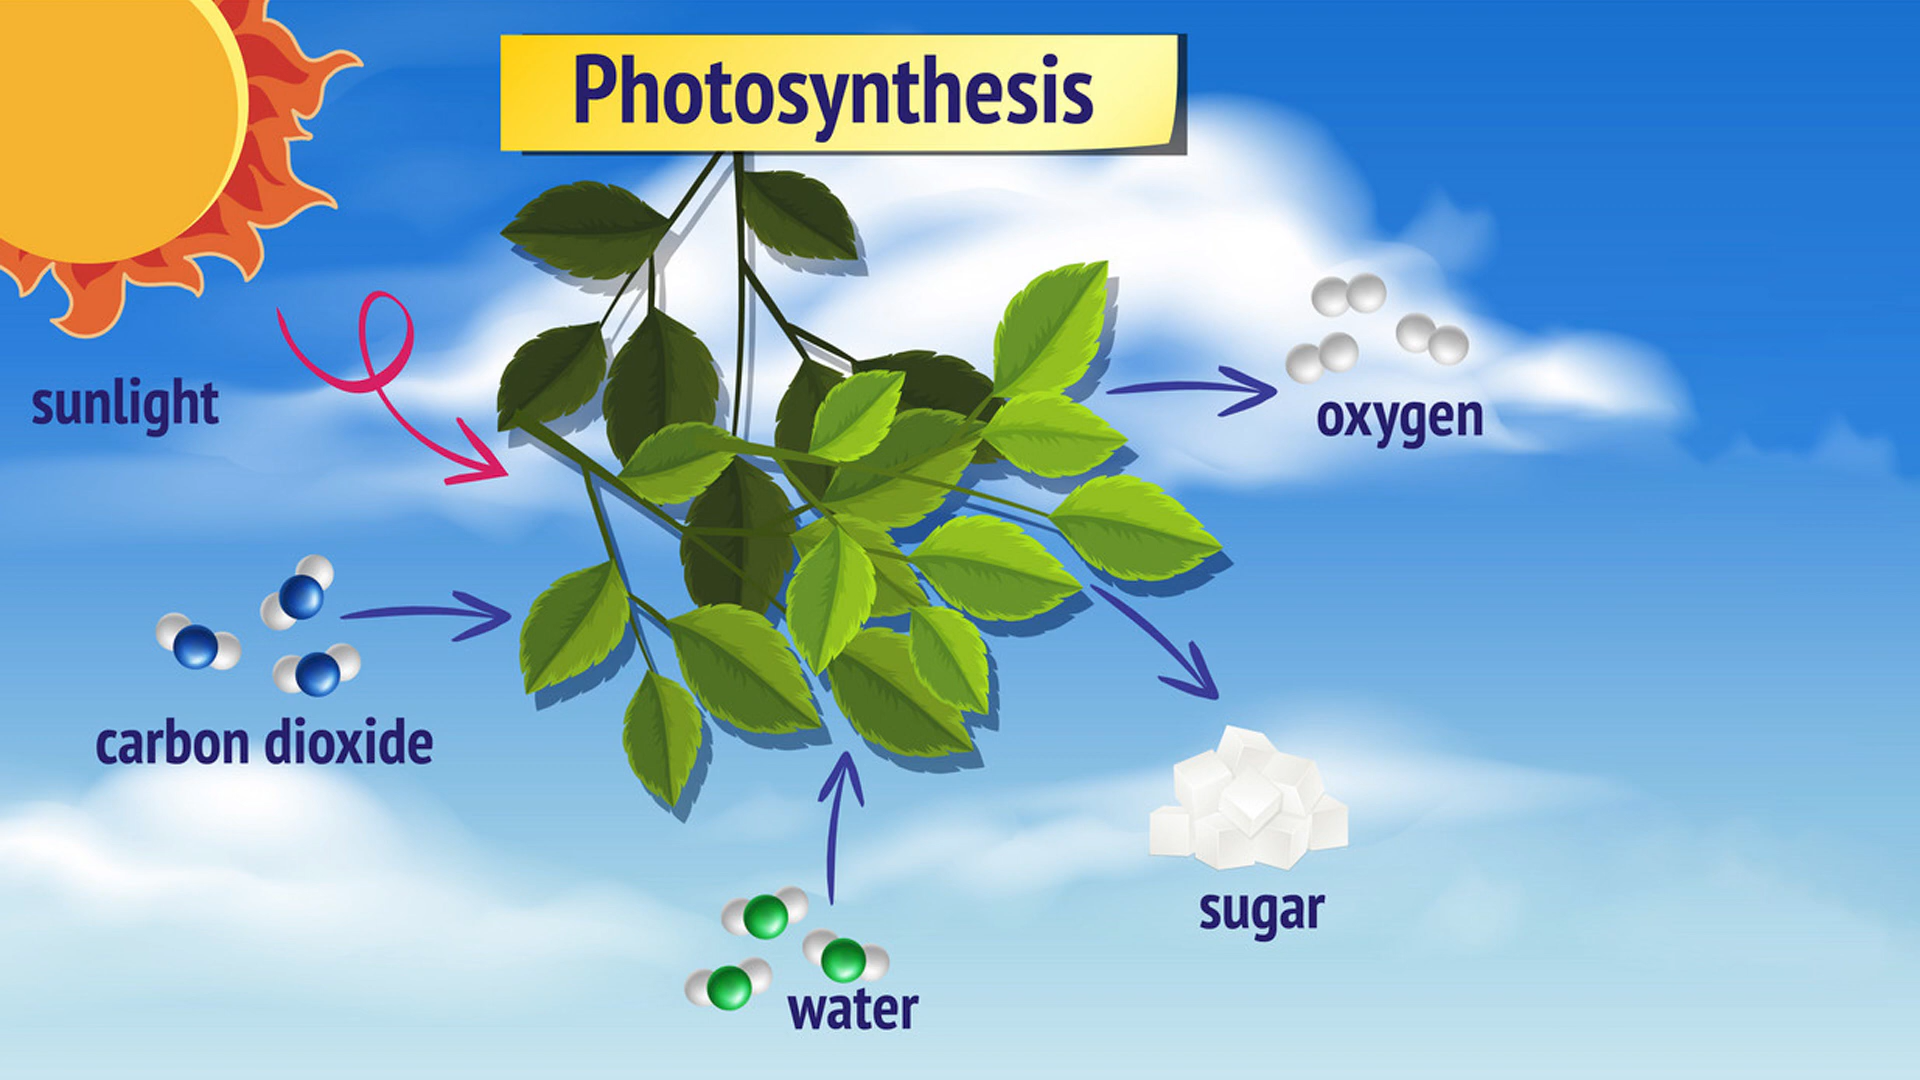 Photosynthesis
sunlight
oxygen
carbon dioxide
sugar
water